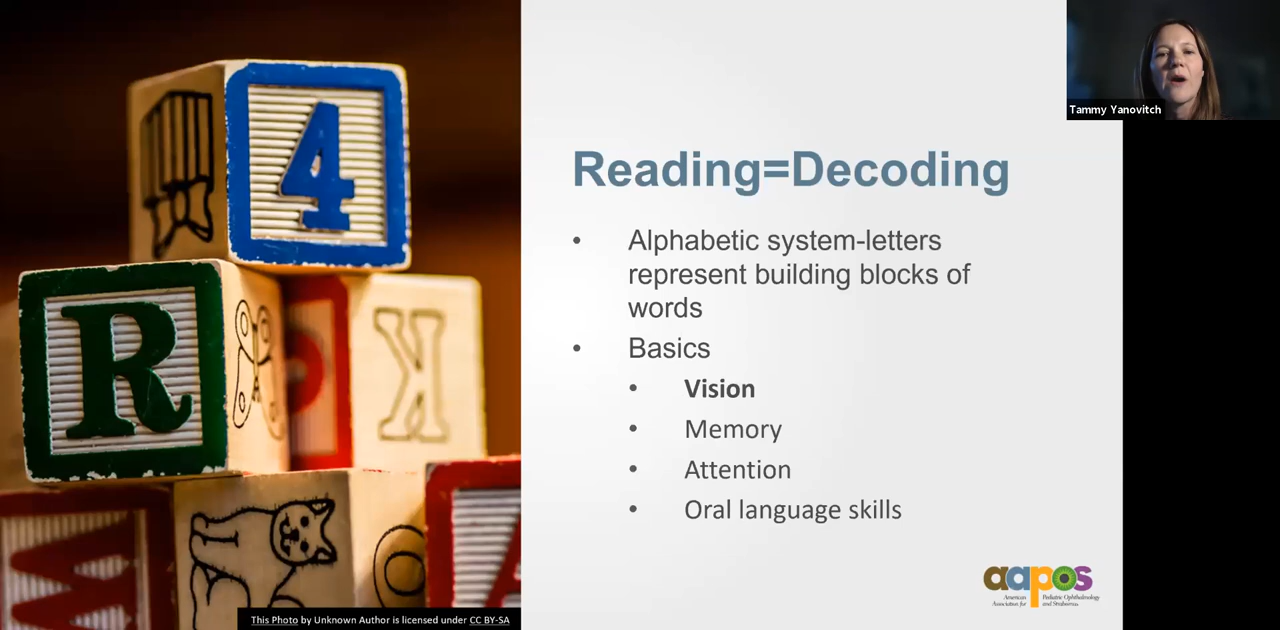 4
R
K
Tammy Yanovitch
Reading=Decoding
• Alphabetic system-letters
represent building blocks of
words
• Basics
• Vision
• Memory
• Attention
• Oral language skills
aapos
American Association for
Pediatric Ophthalmology
and Strabismus
This Photo by Unknown Author is licensed under CC BY-SA